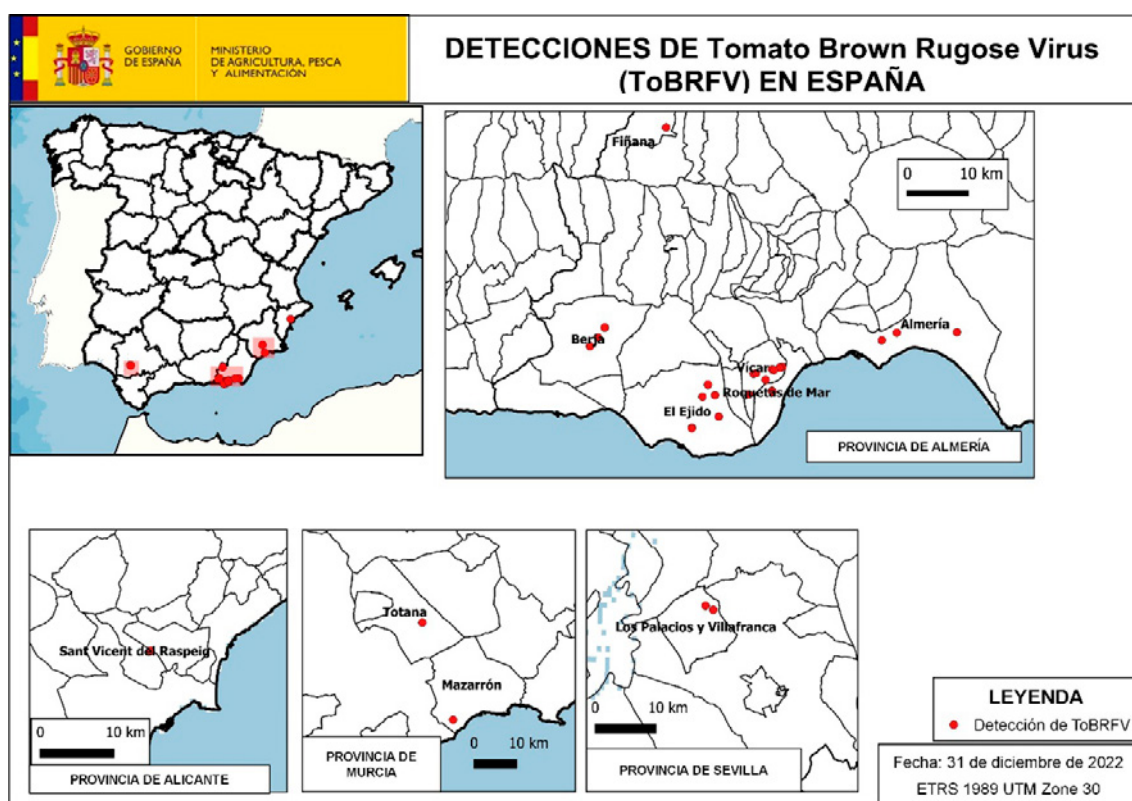 GOBIERNO
DE ESPAÑA
MINISTERIO
DE AGRICULTURA, PESCA
Y ALIMENTACIÓN
DETECCIONES DE Tomato Brown Rugose Virus
(ToBRFV) EN ESPAÑA
Fiñana
0 10 km
Berja
Almería
Vícar
Roquetas de Mar
El Ejido
PROVINCIA DE ALMERÍA
Sant Vicent del Raspeig
0 10 km
PROVINCIA DE ALICANTE
Totana
Mazarrón
0 10 km
PROVINCIA DE
MURCIA
Los Palacios y Villafranca
0 10 km
PROVINCIA DE SEVILLA
LEYENDA
Detección de ToBRFV
Fecha: 31 de diciembre de 2022
ETRS 1989 UTM Zone 30